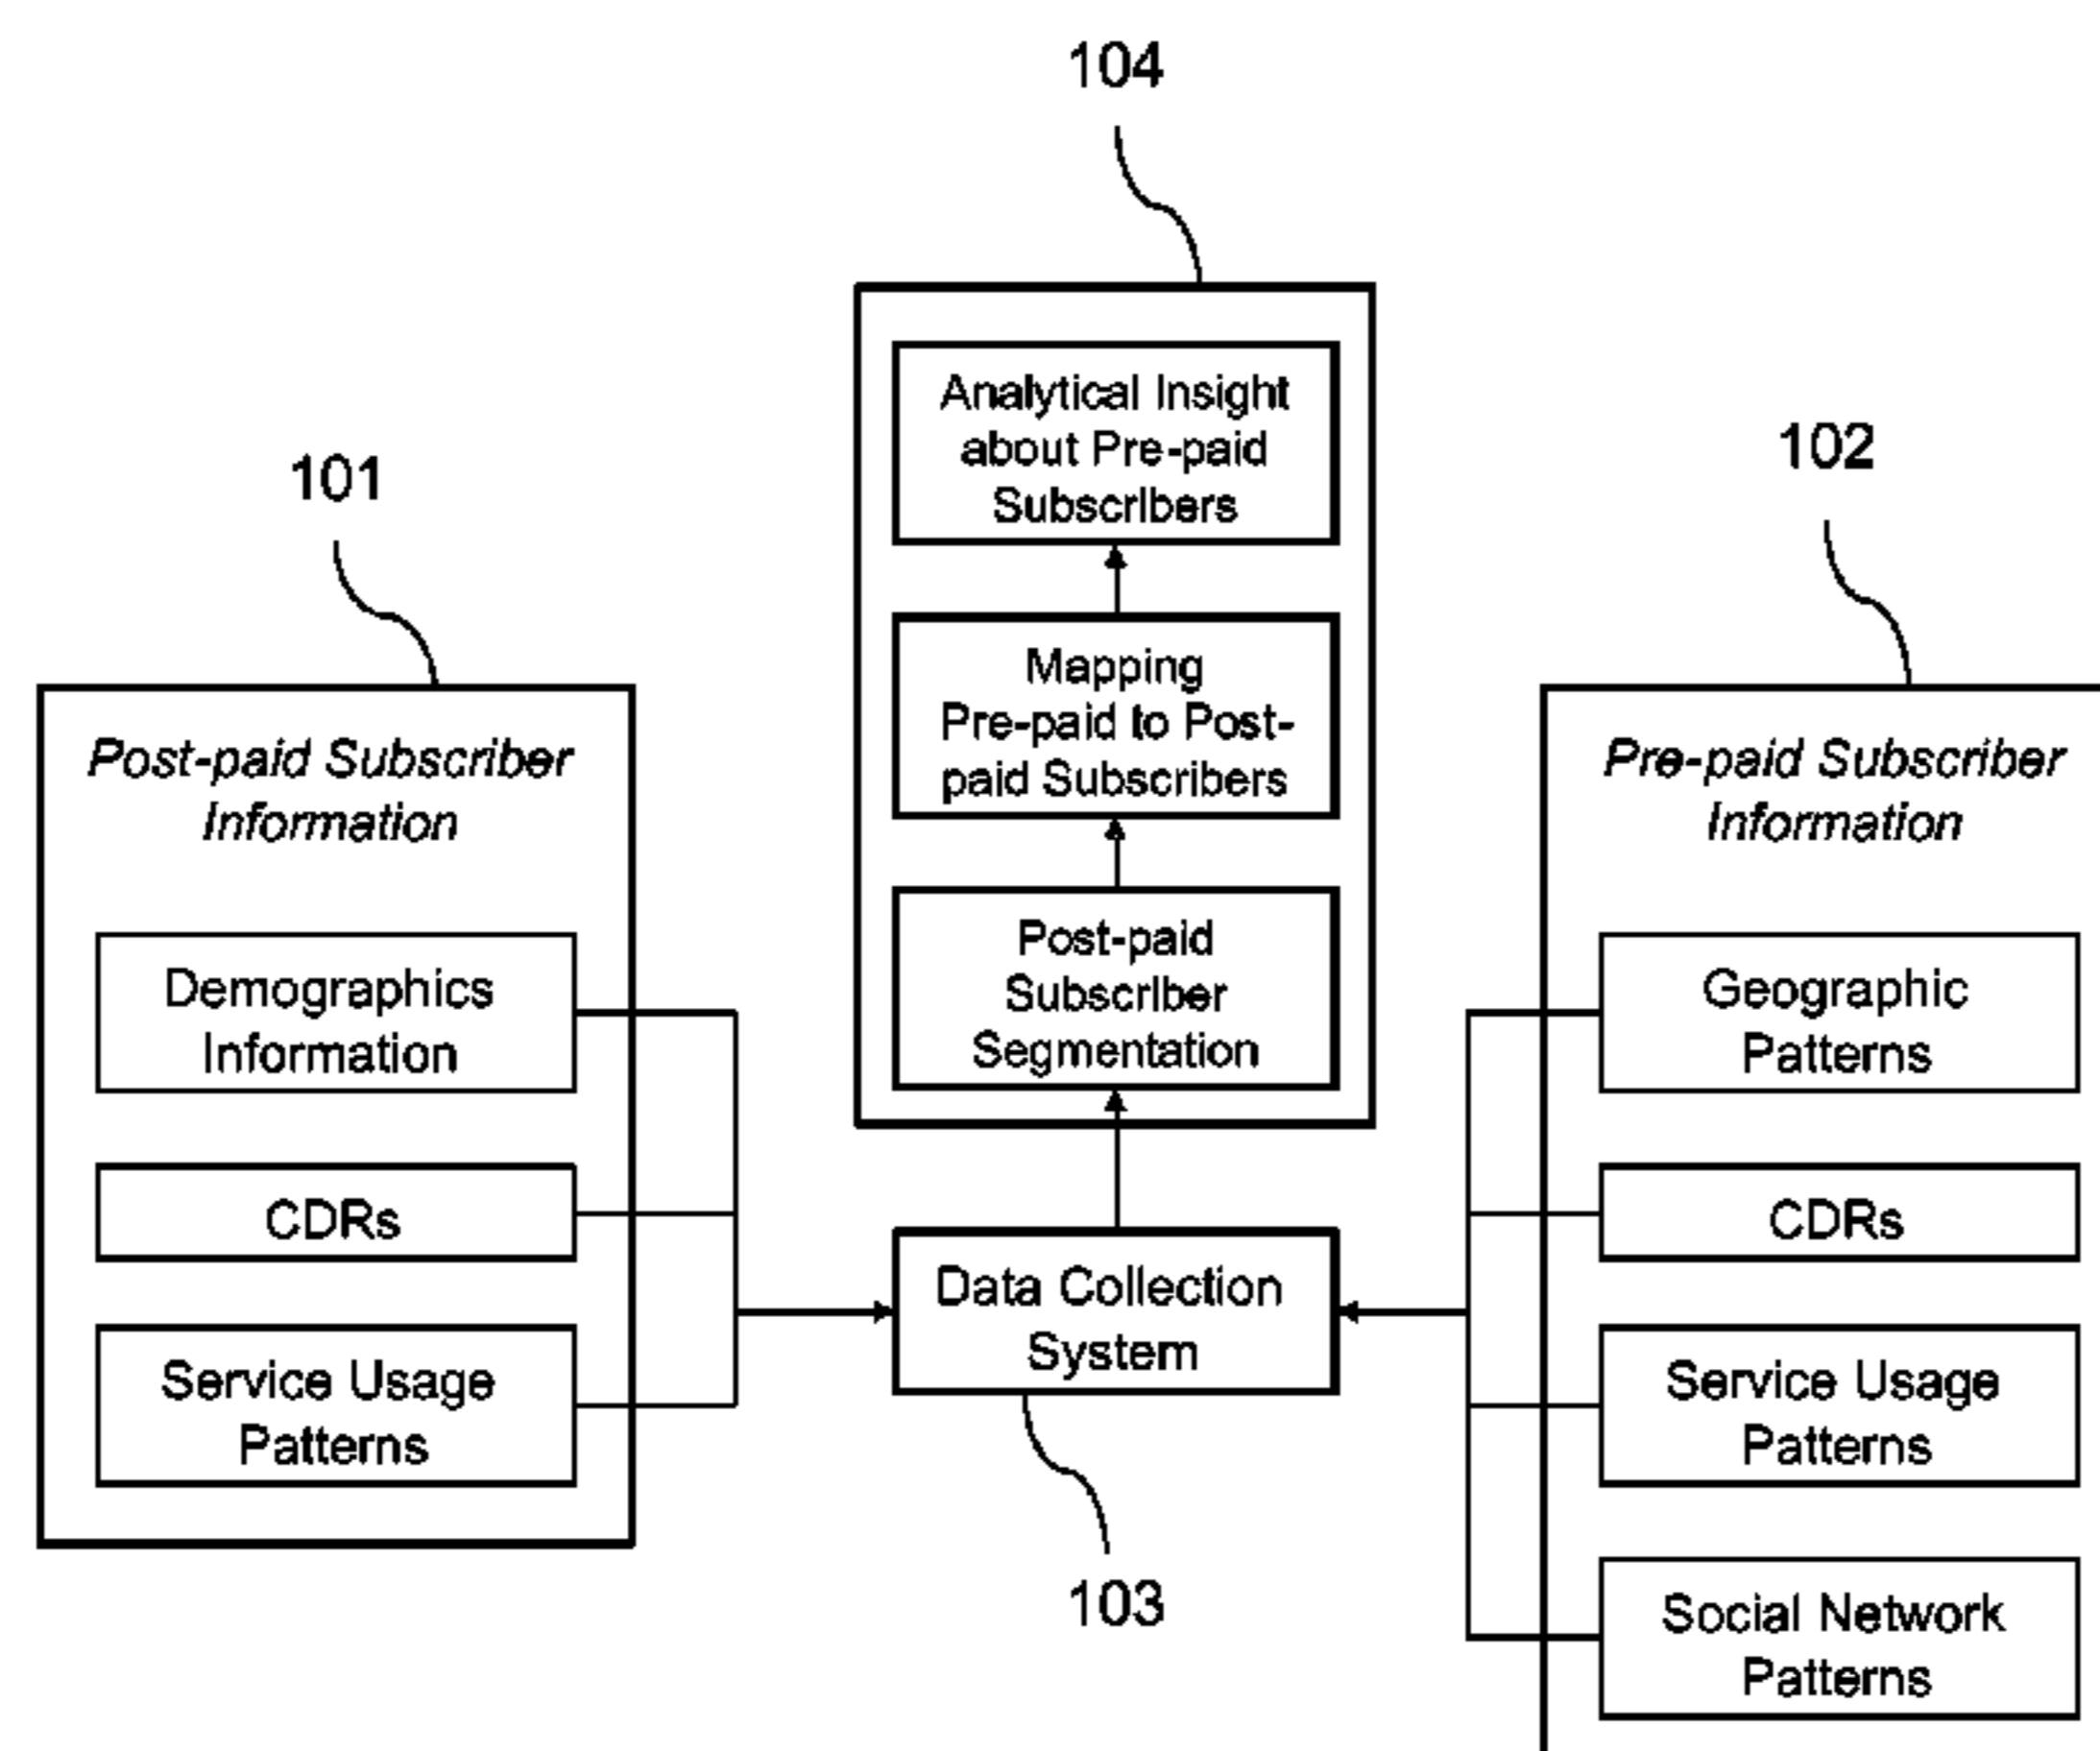 104
Analytical Insight
about Pre-paid
Subscribers
101
102
Mapping
Pre-paid to Post-
paid Subscribers
Post-paid Subscriber
Information
Pre-paid Subscriber
Information
Post-paid
Subscriber
Segmentation
Demographics
Information
Geographic
Patterns
CDRs
CDRs
Data Collection
System
Service Usage
Patterns
Service Usage
Patterns
103
Social Network
Patterns